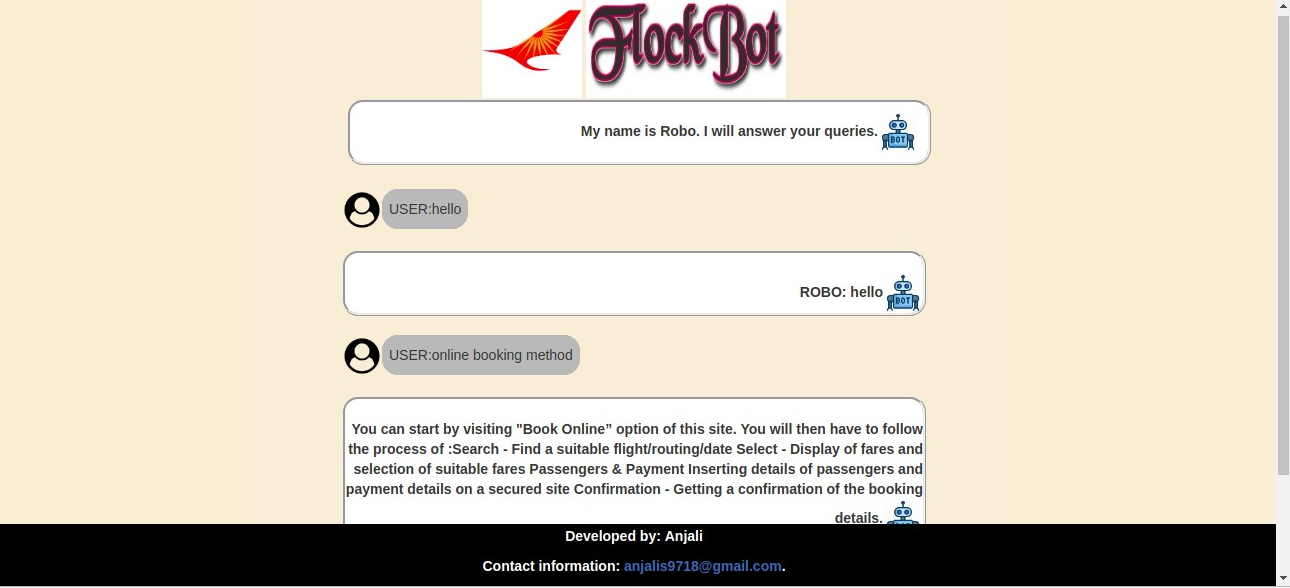 FlockBot
My name is Robo. I will answer your queries.
BOT
USER:hello
ROBO: hello
BOT
USER:online booking method
You can start by visiting "Book Online” option of this site. You will then have to follow
the process of :Search - Find a suitable flight/routing/date Select - Display of fares and
selection of suitable fares Passengers & Payment Inserting details of passengers and
payment details on a secured site Confirmation - Getting a confirmation of the booking
details.
Developed by: Anjali
Contact information: anjalis9718@gmail.com.